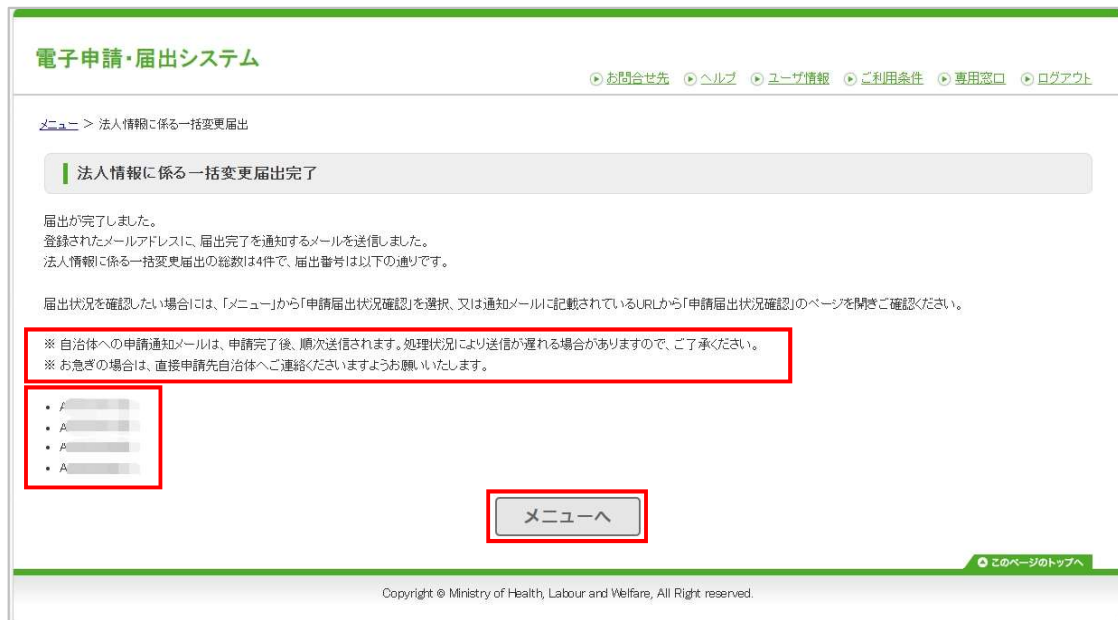 電子申請・届出システム
お問合せ先 ヘルプ ユーザ情報 ご利用条件 専用窓口 ログアウト
メニュー > 法人情報に係る一括変更届出
法人情報に係る一括変更届出完了
届出が完了しました。
登録されたメールアドレスに、届出完了を通知するメールを送信しました。
法人情報に係る一括変更届出の総数は4件で、届出番号は以下の通りです。
届出状況を確認したい場合には、「メニュー」から「申請届出状況確認」を選択、又は通知メールに記載されているURLから「申請届出状況確認」のページを開きご確認ください。
※ 自治体への申請通知メールは、申請完了後、順次送信されます。処理状況により送信が遅れる場合がありますので、ご了承ください。
※ お急ぎの場合は、直接申請先自治体へご連絡くださいますようお願いいたします。
• A
• A
• A
• A
メニューへ
このページのトップへ
Copyright © Ministry of Health, Labour and Welfare, All Right reserved.